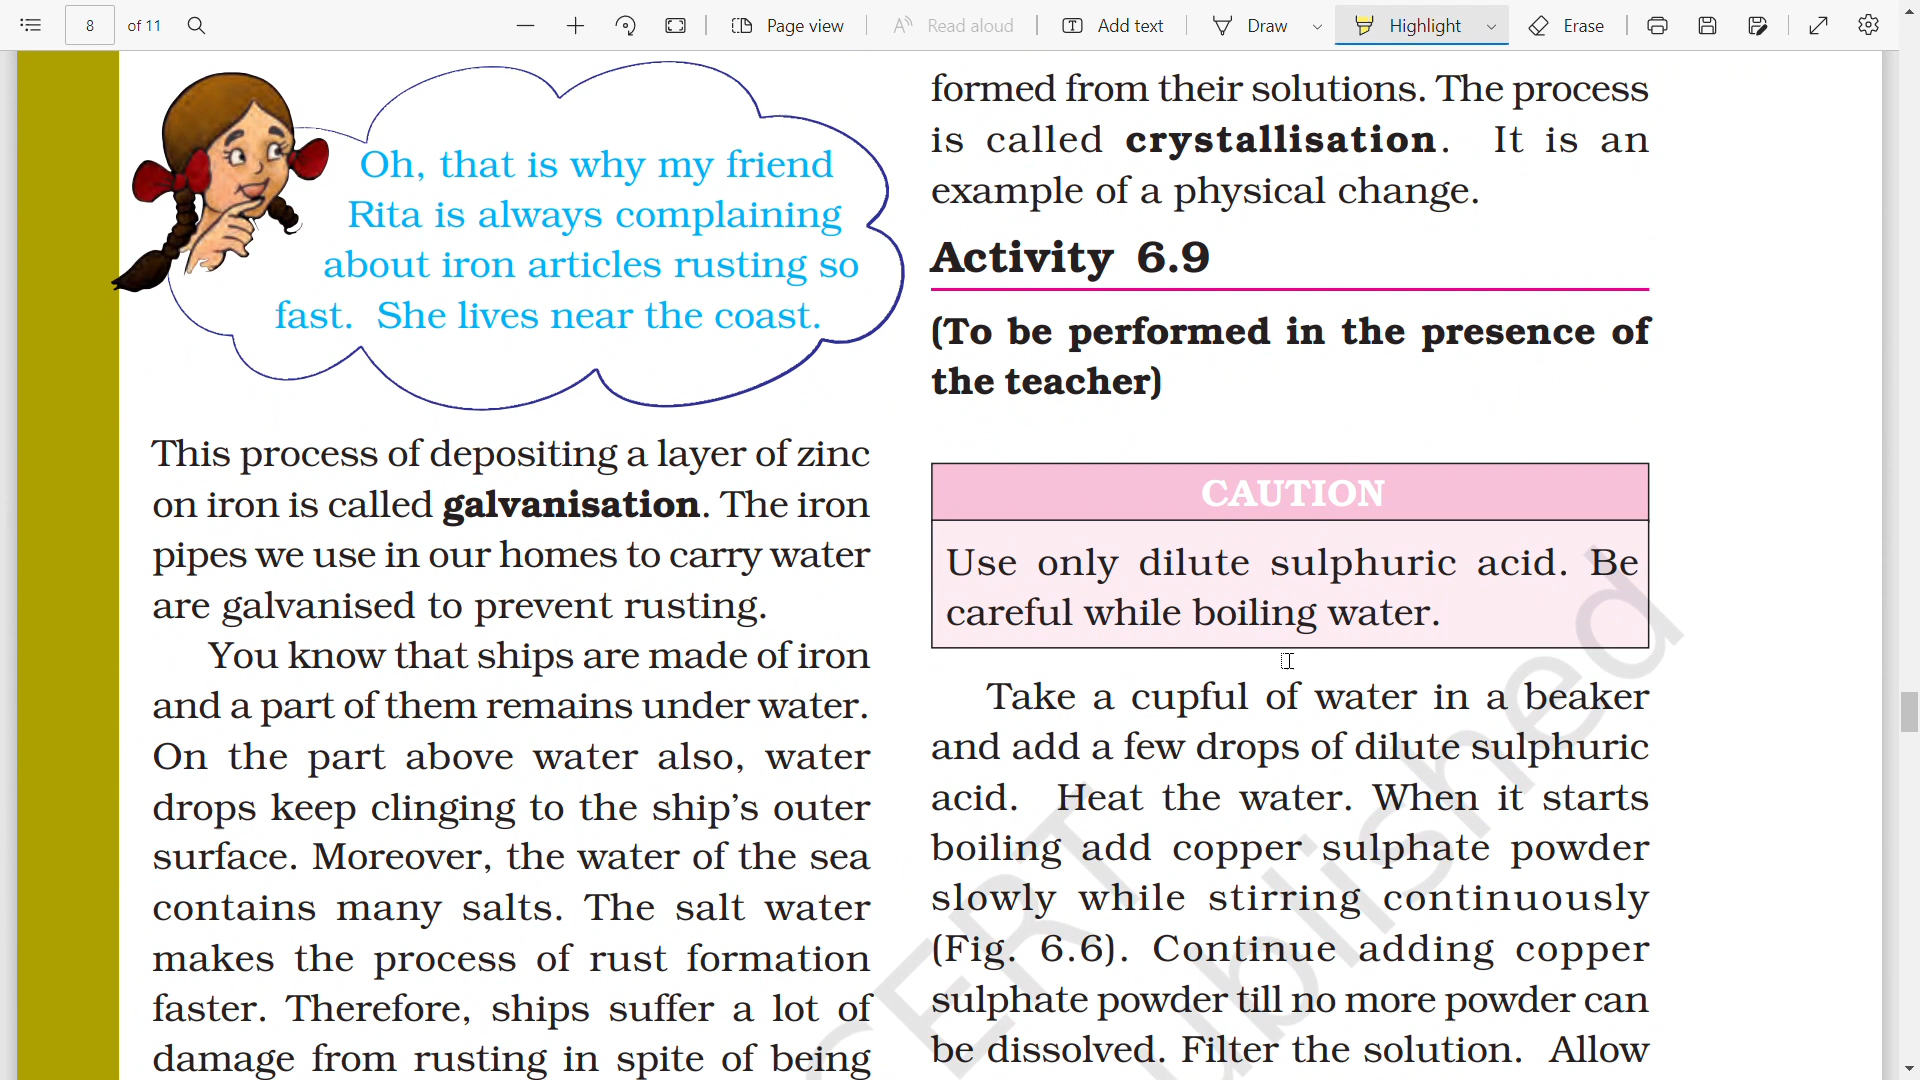 8 of 11 Page view Read aloud Add text Draw Highlight Erase
Oh, that is why my friend
Rita is always complaining
about iron articles rusting so
fast. She lives near the coast.
This process of depositing a layer of zinc
on iron is called galvanisation. The iron
pipes we use in our homes to carry water
are galvanised to prevent rusting.
You know that ships are made of iron
and a part of them remains under water.
On the part above water also, water
drops keep clinging to the ship's outer
surface. Moreover, the water of the sea
contains many salts. The salt water
makes the process of rust formation
faster. Therefore, ships suffer a lot of
damage from rusting in spite of being
formed from their solutions. The process
is called crystallisation. It is an
example of a physical change.
Activity 6.9
(To be performed in the presence of
the teacher)
CAUTION
Use only dilute sulphuric acid. Be
careful while boiling water.
Take a cupful of water in a beaker
and add a few drops of dilute sulphuric
acid. Heat the water. When it starts
boiling add copper sulphate powder
slowly while stirring continuously
(Fig. 6.6). Continue adding copper
sulphate powder till no more powder can
be dissolved. Filter the solution. Allow
CERT
ublished